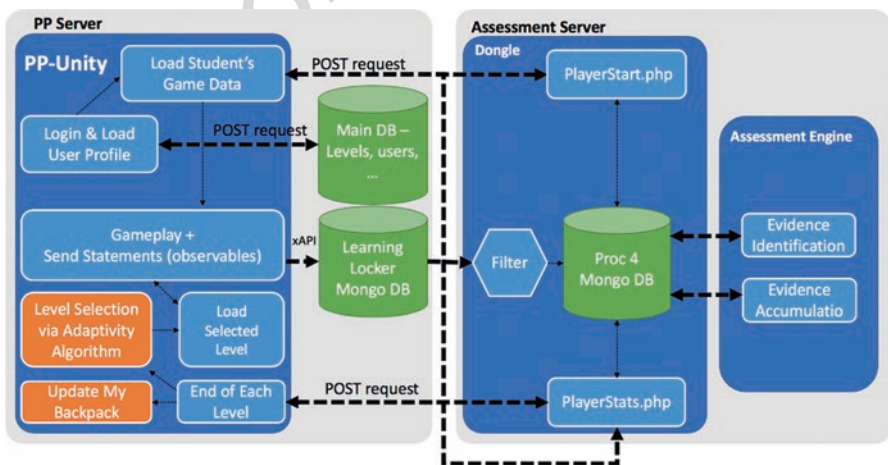 PP Server
PP-Unity
Load Student's
Game Data
Login & Load
User Profile
POST request
POST request
Main DB –
Levels, users,
...
Gameplay +
Send Statements (observables)
xAPI
Learning
Locker
Mongo DB
Level Selection
via Adaptivity
Algorithm
Load
Selected
Level
Update My
Backpack
End of Each
Level
POST request
Assessment Server
Dongle
PlayerStart.php
Filter
Proc 4
Mongo DB
PlayerStats.php
Assessment Engine
Evidence
Identification
Evidence
Accumulatio